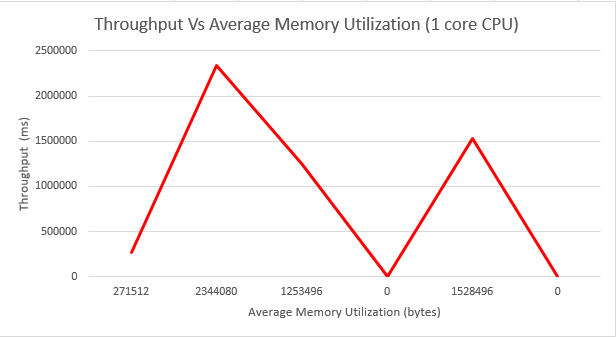 Throughput Vs Average Memory Utilization (1 core CPU)
2500000
2000000
1500000
1000000
500000
0
Throughput (ms)
271512 2344080 1253496 0 1528496 0
Average Memory Utilization (bytes)